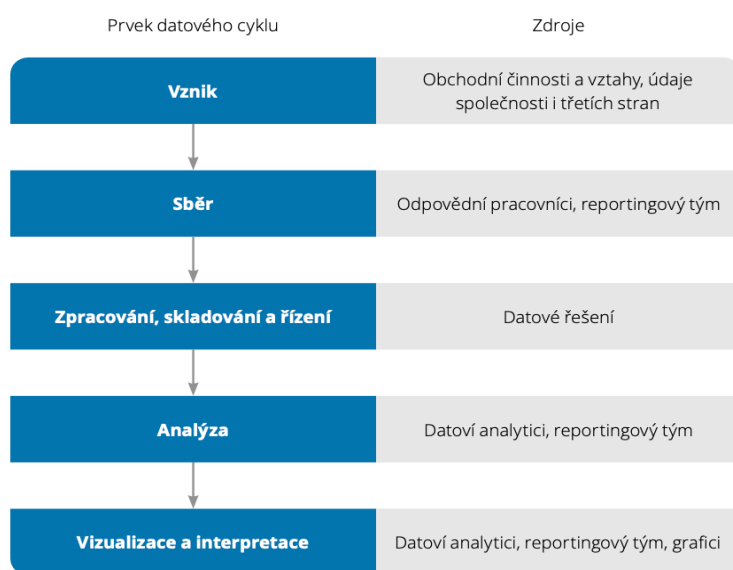 Prvek datového cyklu
Zdroje
Vznik
Obchodní činnosti a vztahy, údaje
společnosti i třetích stran
Sběr
Odpovědní pracovníci, reportingový tým
Zpracování, skladování a řízení
Datové řešení
Analýza
Datoví analytici, reportingový tým
Vizualizace a interpretace
Datoví analytici, reportingový tým, grafici